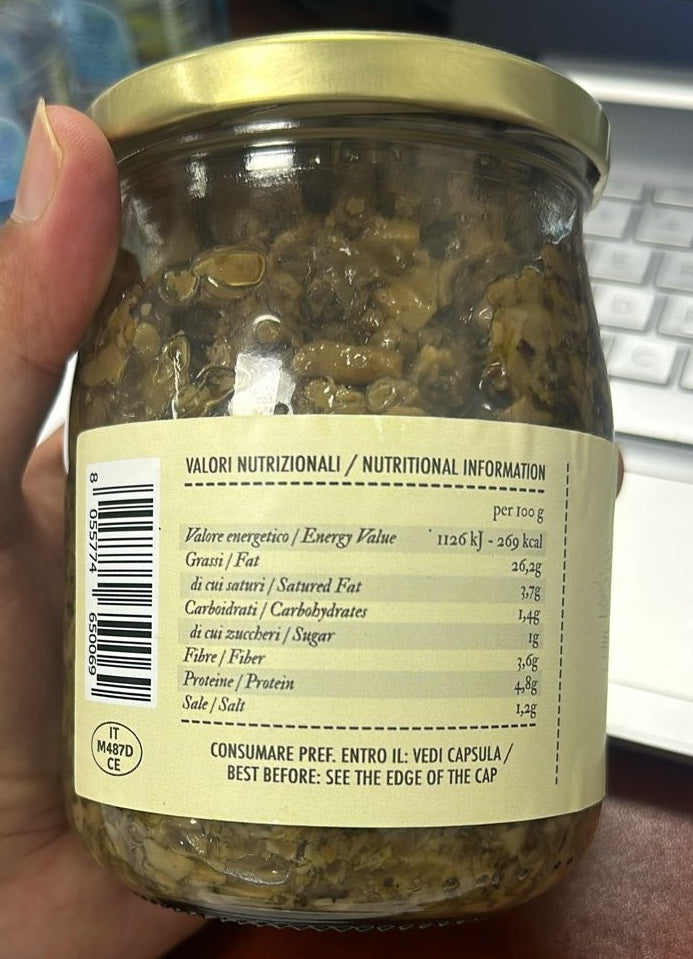 VALORI NUTRIZIONALI / NUTRITIONAL INFORMATION
per 100 g
Valore energetico / Energy Value 1126 kJ - 269 kcal
Grassi / Fat 26,2g
di cui saturi / Satured Fat 3,7g
Carboidrati / Carbohydrates 1,4g
di cui zuccheri / Sugar 1g
Fibre / Fiber 3,6g
Proteine / Protein 4,8g
Sale / Salt 1,2g
CONSUMARE PREF. ENTRO IL: VEDI CAPSULA /
BEST BEFORE: SEE THE EDGE OF THE CAP
8 055774 650069
IT
M487D
CE